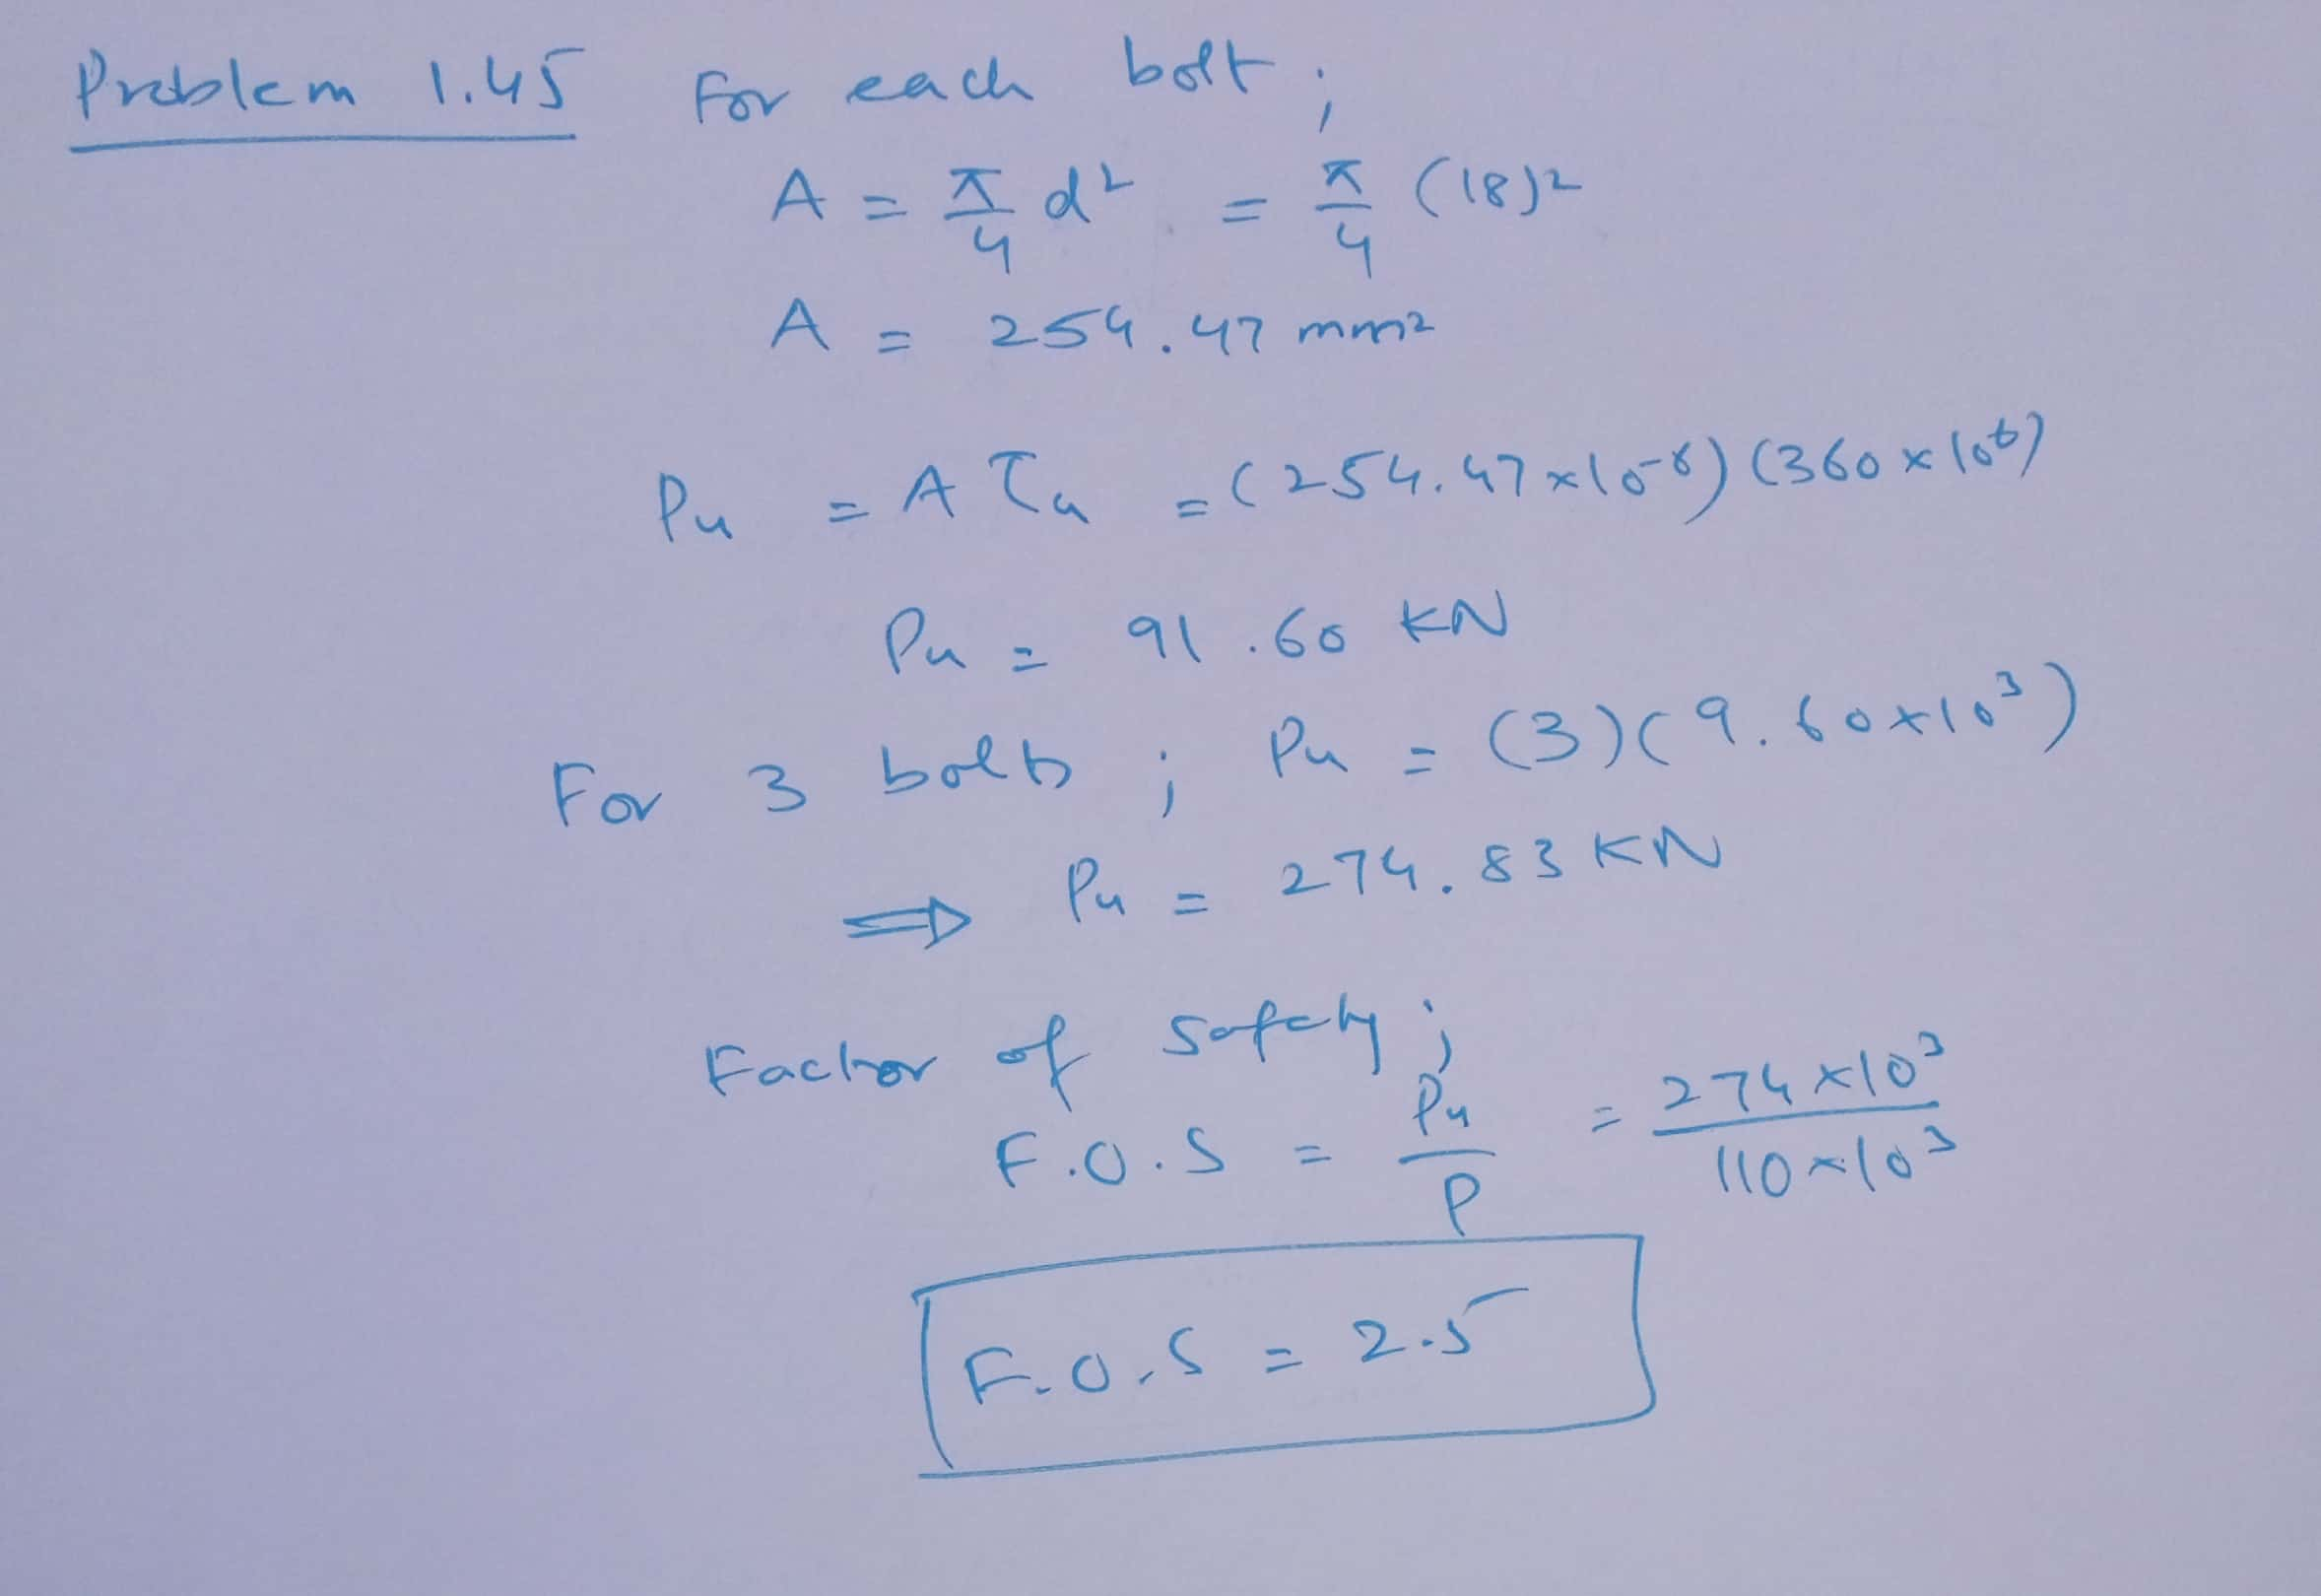 Problem 1.45 For each bolt ;
A = π/4 d² = π/4 (18)²
A = 254.47 mm²
Pu = A τu = (254.47 x 10⁻⁶) (360 x 10⁶)
Pu = 91.60 KN
For 3 bolts ; Pu = (3)(9.60 x 10³)
⇒ Pu = 274.83 KN
Factor of Safety ;
F.O.S = Pu/P = 274 x 10³/110 x 10³
F.O.S = 2.5